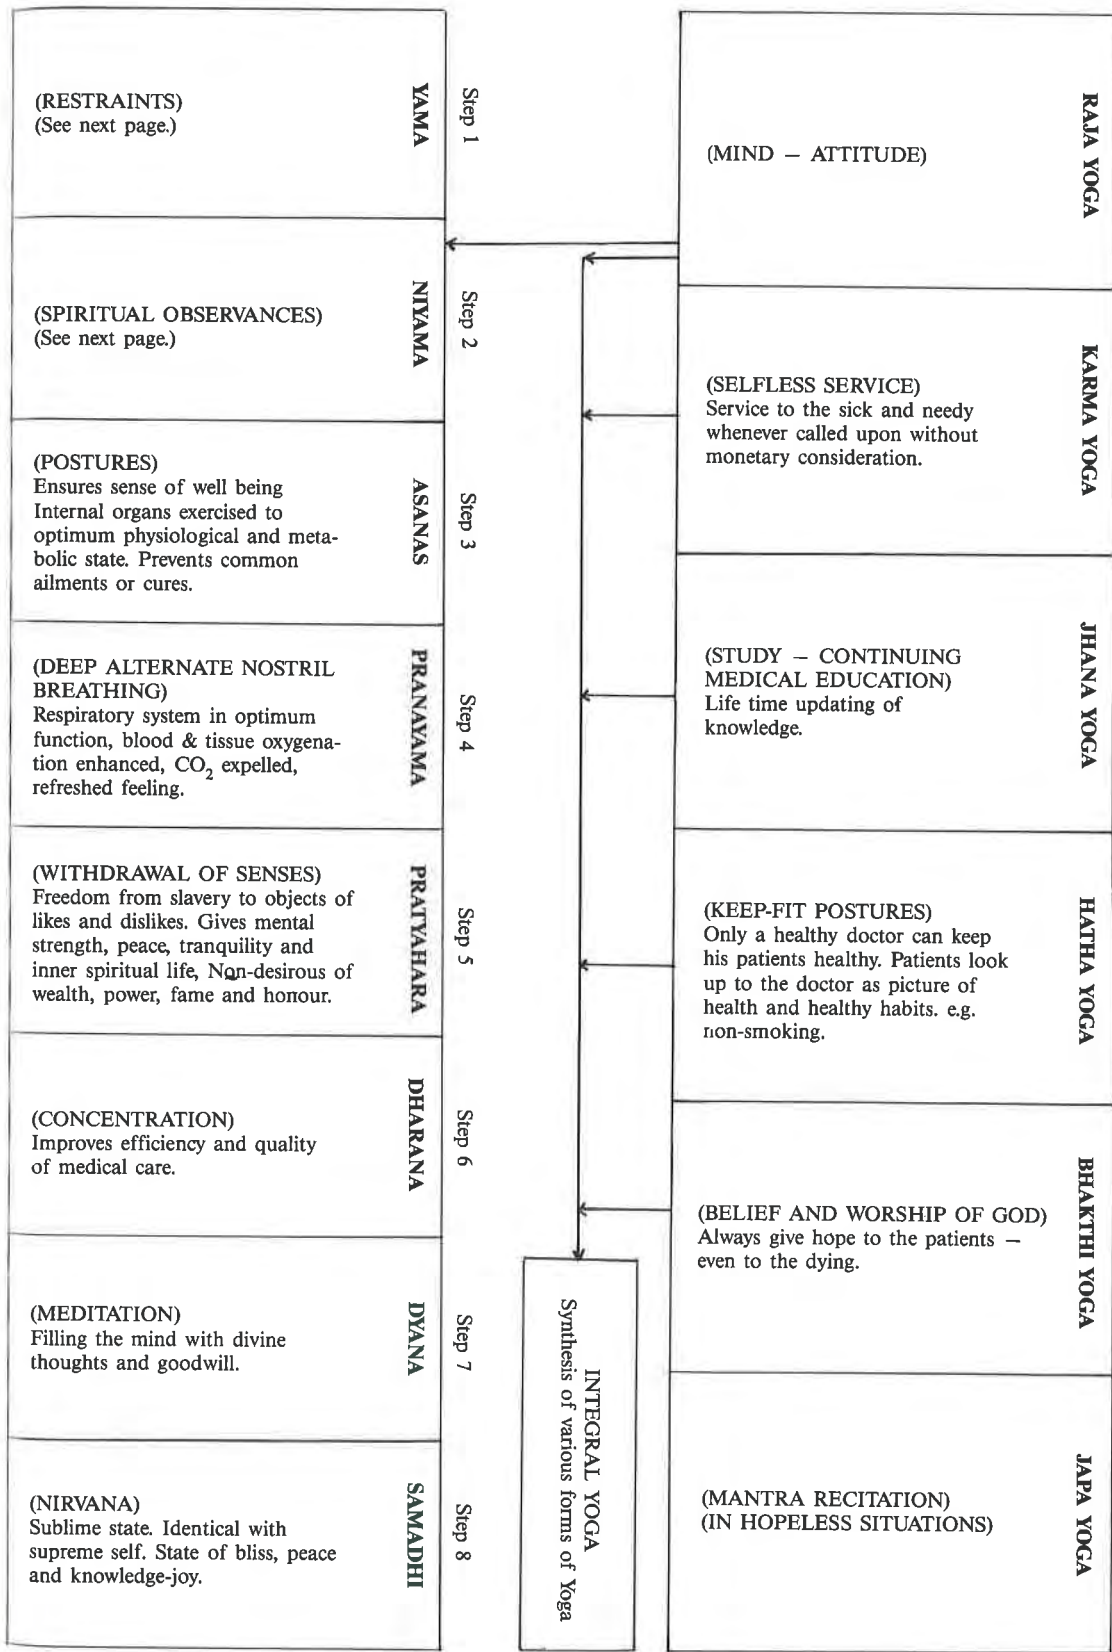 YAMA
Step 1
(RESTRAINTS)
(See next page.)
NIYAMA
Step 2
(SPIRITUAL OBSERVANCES)
(See next page.)
ASANAS
Step 3
(POSTURES)
Ensures sense of well being
Internal organs exercised to
optimum physiological and meta-
bolic state. Prevents common
ailments or cures.
PRANAYAMA
Step 4
(DEEP ALTERNATE NOSTRIL
BREATHING)
Respiratory system in optimum
function, blood & tissue oxygena-
tion enhanced, CO₂ expelled,
refreshed feeling.
PRATYAHARA
Step 5
(WITHDRAWAL OF SENSES)
Freedom from slavery to objects of
likes and dislikes. Gives mental
strength, peace, tranquility and
inner spiritual life, Non-desirous of
wealth, power, fame and honour.
DHARANA
Step 6
(CONCENTRATION)
Improves efficiency and quality
of medical care.
DYANA
Step 7
(MEDITATION)
Filling the mind with divine
thoughts and goodwill.
SAMADHI
Step 8
(NIRVANA)
Sublime state. Identical with
supreme self. State of bliss, peace
and knowledge-joy.
INTEGRAL YOGA
Synthesis of various forms of Yoga
RAJA YOGA
(MIND – ATTITUDE)
KARMA YOGA
(SELFLESS SERVICE)
Service to the sick and needy
whenever called upon without
monetary consideration.
JHANA YOGA
(STUDY – CONTINUING
MEDICAL EDUCATION)
Life time updating of
knowledge.
HATHA YOGA
(KEEP-FIT POSTURES)
Only a healthy doctor can keep
his patients healthy. Patients look
up to the doctor as picture of
health and healthy habits. e.g.
non-smoking.
BHAKTHI YOGA
(BELIEF AND WORSHIP OF GOD)
Always give hope to the patients –
even to the dying.
JAPA YOGA
(MANTRA RECITATION)
(IN HOPELESS SITUATIONS)